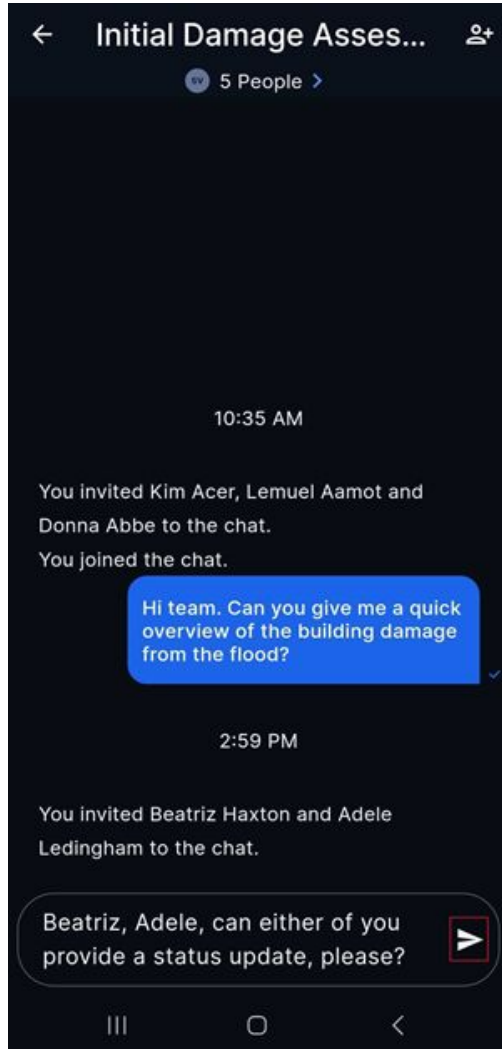 Initial Damage Asses...
SV 5 People
10:35 AM
You invited Kim Acer, Lemuel Aamot and
Donna Abbe to the chat.
You joined the chat.
Hi team. Can you give me a quick
overview of the building damage
from the flood?
2:59 PM
You invited Beatriz Haxton and Adele
Ledingham to the chat.
Beatriz, Adele, can either of you
provide a status update, please?